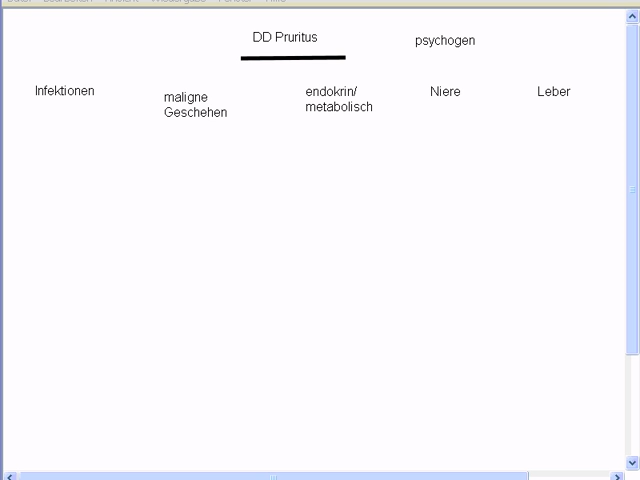 DD Pruritus
psychogen
Infektionen
maligne
Geschehen
endokrin/
metabolisch
Niere
Leber